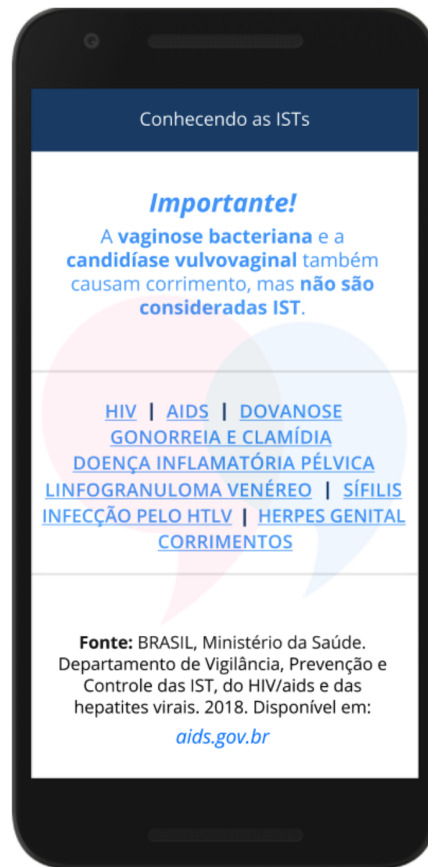 Conhecendo as ISTs
Importante!
A vaginose bacteriana e a
candidíase vulvovaginal também
causam corrimento, mas não são
consideradas IST.
HIV | AIDS | DOVANOSE
GONORREIA E CLAMÍDIA
DOENÇA INFLAMATÓRIA PÉLVICA
LINFOGRANULOMA VENÉREO | SÍFILIS
INFECÇÃO PELO HTLV | HERPES GENITAL
CORRIMENTOS
Fonte: BRASIL, Ministério da Saúde.
Departamento de Vigilância, Prevenção e
Controle das IST, do HIV/aids e das
hepatites virais. 2018. Disponível em:
aids.gov.br